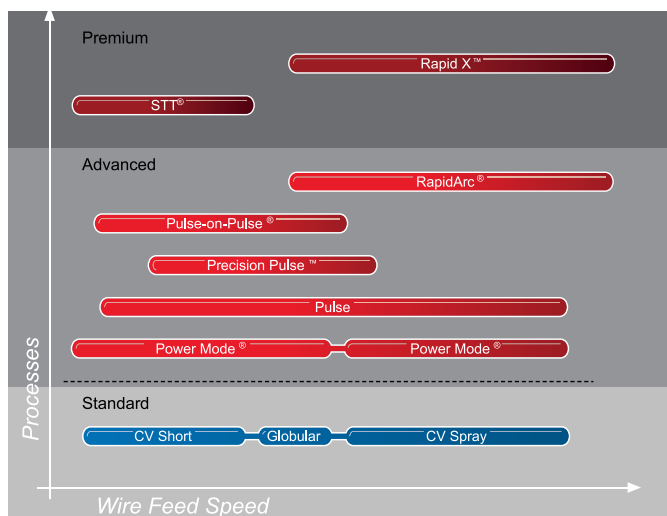 Premium
Rapid X™
STT®
Advanced
RapidArc®
Pulse-on-Pulse®
Precision Pulse™
Pulse
Power Mode® Power Mode®
Standard
CV Short Globular CV Spray
Processes
Wire Feed Speed